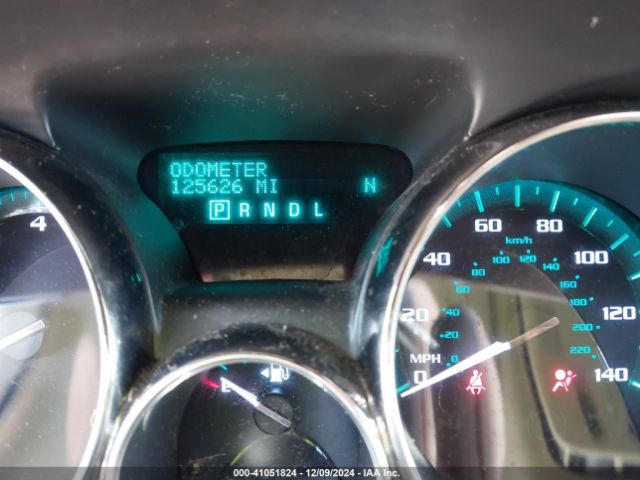 ODOMETER
125626 MI N
P R N D L
4
0 20 40 60 80 100 120 140
MPH
km/h
0 20 40 60 80 100 120 140 160 180 200 220
E
000-41051824 | 12/09/2024 | IAA Inc.